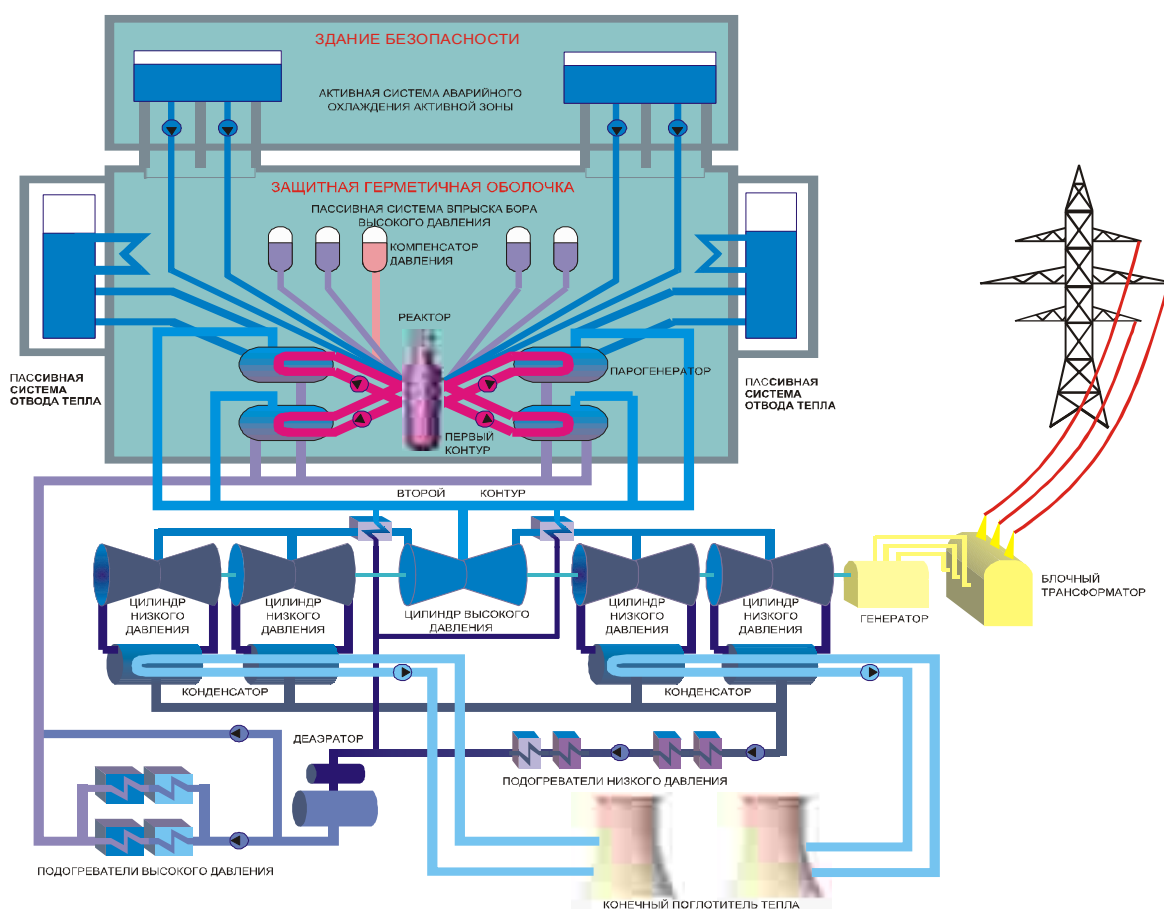 ЗДАНИЕ БЕЗОПАСНОСТИ
АКТИВНАЯ СИСТЕМА АВАРИЙНОГО
ОХЛАЖДЕНИЯ АКТИВНОЙ ЗОНЫ
ЗАЩИТНАЯ ГЕРМЕТИЧНАЯ ОБОЛОЧКА
ПАССИВНАЯ СИСТЕМА ВПРЫСКА БОРА
ВЫСОКОГО ДАВЛЕНИЯ
КОМПЕНСАТОР
ДАВЛЕНИЯ
РЕАКТОР
ПАРОГЕНЕРАТОР
ПАССИВНАЯ
СИСТЕМА
ОТВОДА ТЕПЛА
ПАССИВНАЯ
СИСТЕМА
ОТВОДА ТЕПЛА
ПЕРВЫЙ
КОНТУР
ВТОРОЙ КОНТУР
ЦИЛИНДР
НИЗКОГО
ДАВЛЕНИЯ
ЦИЛИНДР
НИЗКОГО
ДАВЛЕНИЯ
ЦИЛИНДР ВЫСОКОГО
ДАВЛЕНИЯ
ЦИЛИНДР
НИЗКОГО
ДАВЛЕНИЯ
ЦИЛИНДР
НИЗКОГО
ДАВЛЕНИЯ
ГЕНЕРАТОР
БЛОЧНЫЙ
ТРАНСФОРМАТОР
КОНДЕНСАТОР
КОНДЕНСАТОР
ДЕАЭРАТОР
ПОДОГРЕВАТЕЛИ НИЗКОГО ДАВЛЕНИЯ
ПОДОГРЕВАТЕЛИ ВЫСОКОГО ДАВЛЕНИЯ
КОНЕЧНЫЙ ПОГЛОТИТЕЛЬ ТЕПЛА